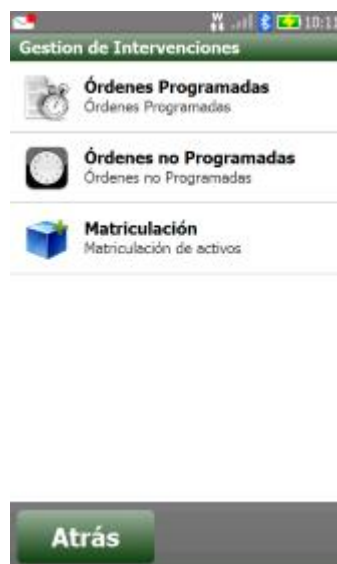 10:11
Gestion de Intervenciones
Órdenes Programadas
Órdenes Programadas
Órdenes no Programadas
Órdenes no Programadas
Matriculación
Matriculación de activos
Atrás